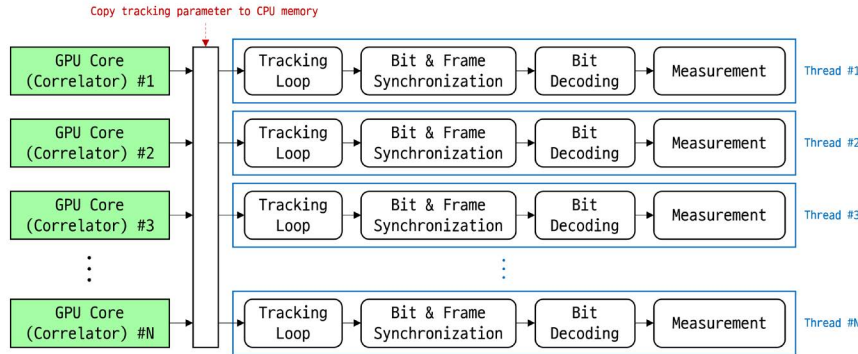 Copy tracking parameter to CPU memory
GPU Core
(Correlator) #1
Tracking
Loop
Bit & Frame
Synchronization
Bit
Decoding
Measurement
Thread #1
GPU Core
(Correlator) #2
Tracking
Loop
Bit & Frame
Synchronization
Bit
Decoding
Measurement
Thread #2
GPU Core
(Correlator) #3
Tracking
Loop
Bit & Frame
Synchronization
Bit
Decoding
Measurement
Thread #3
GPU Core
(Correlator) #N
Tracking
Loop
Bit & Frame
Synchronization
Bit
Decoding
Measurement
Thread #N